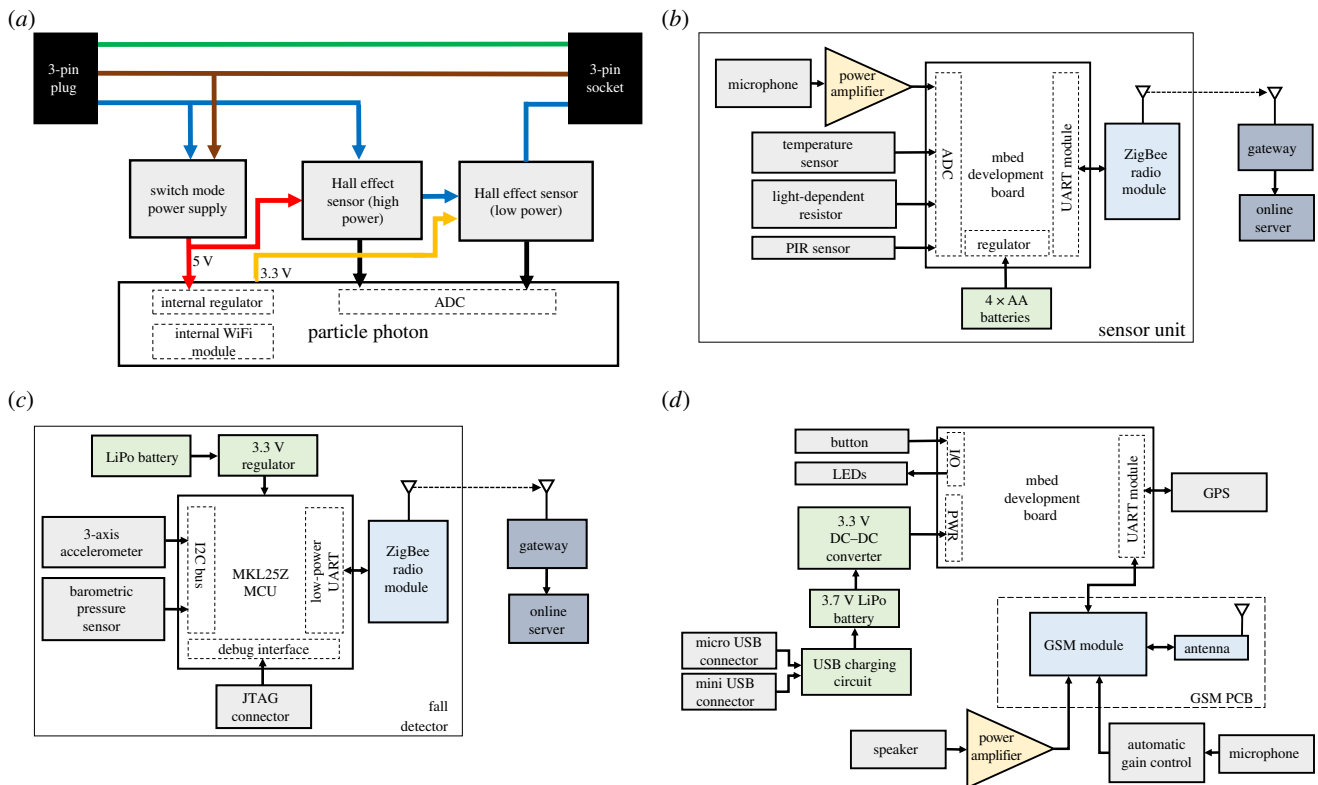 (a)
3-pin
plug
3-pin
socket
switch mode
power supply
Hall effect
sensor (high
power)
Hall effect sensor
(low power)
5 V
3.3 V
internal regulator
ADC
internal WiFi
module
particle photon
(b)
microphone
power
amplifier
temperature
sensor
light-dependent
resistor
PIR sensor
ADC
mbed
development
board
UART module
regulator
4 × AA
batteries
ZigBee
radio
module
gateway
online
server
sensor unit
(c)
LiPo battery
3.3 V
regulator
3-axis
accelerometer
barometric
pressure
sensor
I2C bus
MKL25Z
MCU
low-power
UART
debug interface
JTAG
connector
ZigBee
radio
module
gateway
online
server
fall
detector
(d)
button
LEDs
I/O
PWR
mbed
development
board
UART module
GPS
3.3 V
DC–DC
converter
3.7 V LiPo
battery
micro USB
connector
mini USB
connector
USB charging
circuit
GSM module
antenna
GSM PCB
speaker
power
amplifier
automatic
gain control
microphone